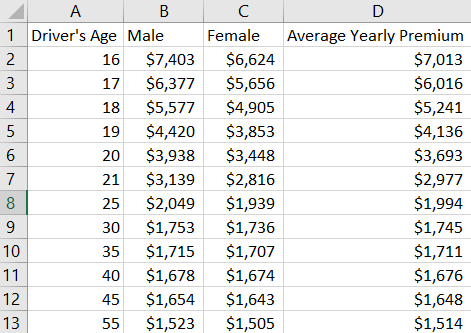 A B C D
1 Driver's Age Male Female Average Yearly Premium
2 16 $7,403 $6,624 $7,013
3 17 $6,377 $5,656 $6,016
4 18 $5,577 $4,905 $5,241
5 19 $4,420 $3,853 $4,136
6 20 $3,938 $3,448 $3,693
7 21 $3,139 $2,816 $2,977
8 25 $2,049 $1,939 $1,994
9 30 $1,753 $1,736 $1,745
10 35 $1,715 $1,707 $1,711
11 40 $1,678 $1,674 $1,676
12 45 $1,654 $1,643 $1,648
13 55 $1,523 $1,505 $1,514